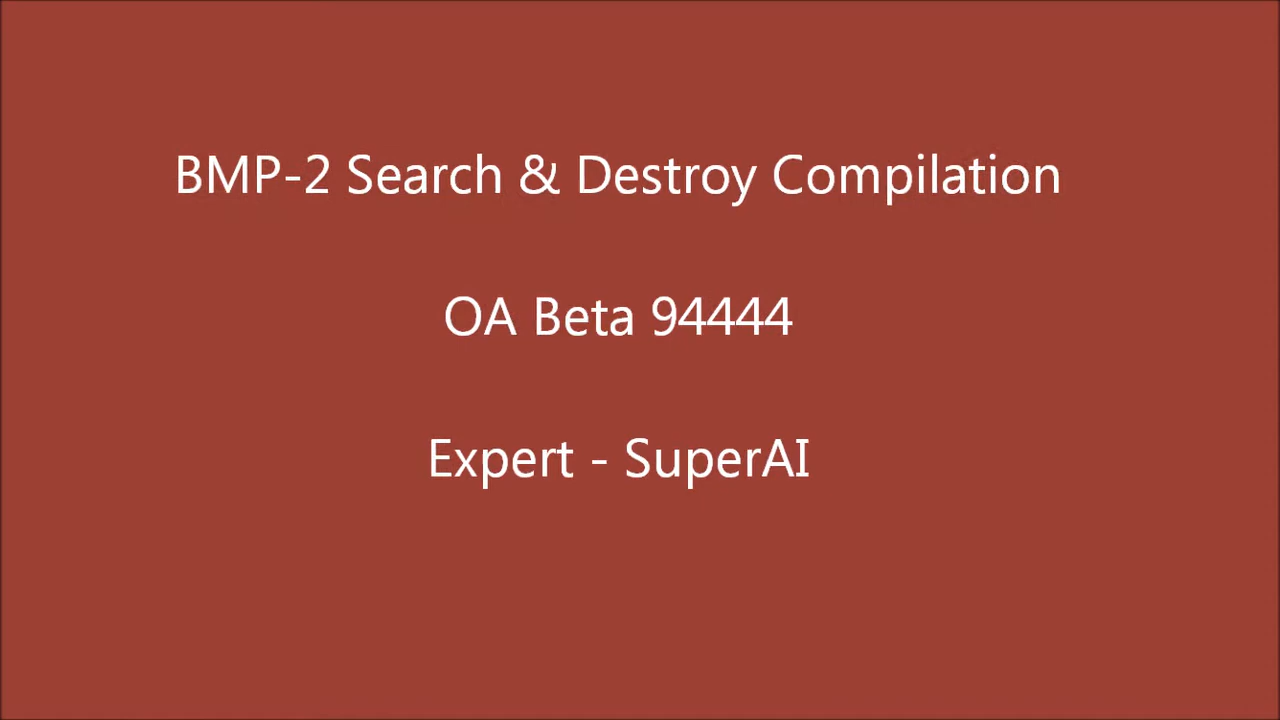 BMP-2 Search & Destroy Compilation
OA Beta 94444
Expert - SuperAI